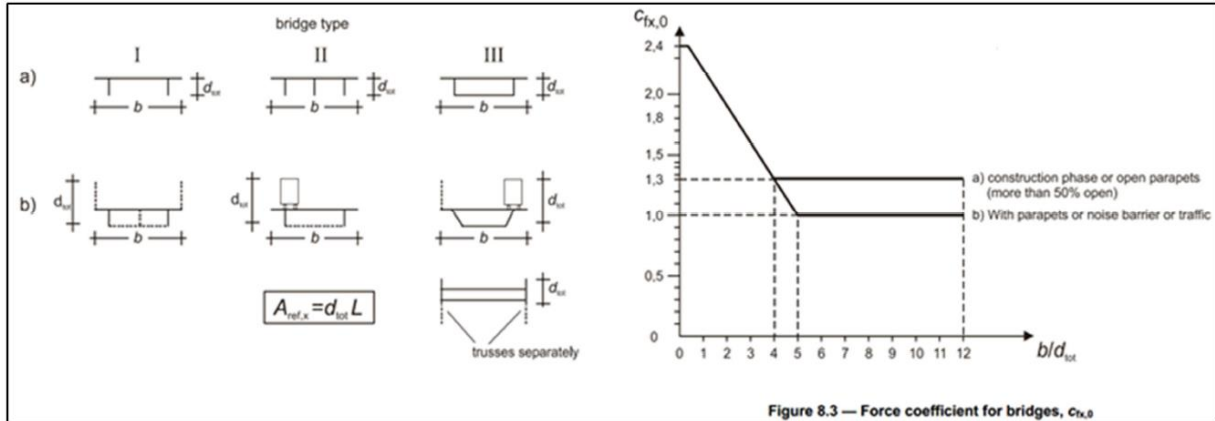 bridge type
I II III
a)
d_tot d_tot d_tot
b b b
b)
d_tot d_tot d_tot
b b b
A_ref,x = d_tot L
d_tot
trusses separately
c_fx,0
2,4
2,0
1,8
1,5
1,3
1,0
0,5
0
0 1 2 3 4 5 6 7 8 9 10 11 12
b/d_tot
a) construction phase or open parapets
(more than 50% open)
b) With parapets or noise barrier or traffic
Figure 8.3 — Force coefficient for bridges, c_fx,0